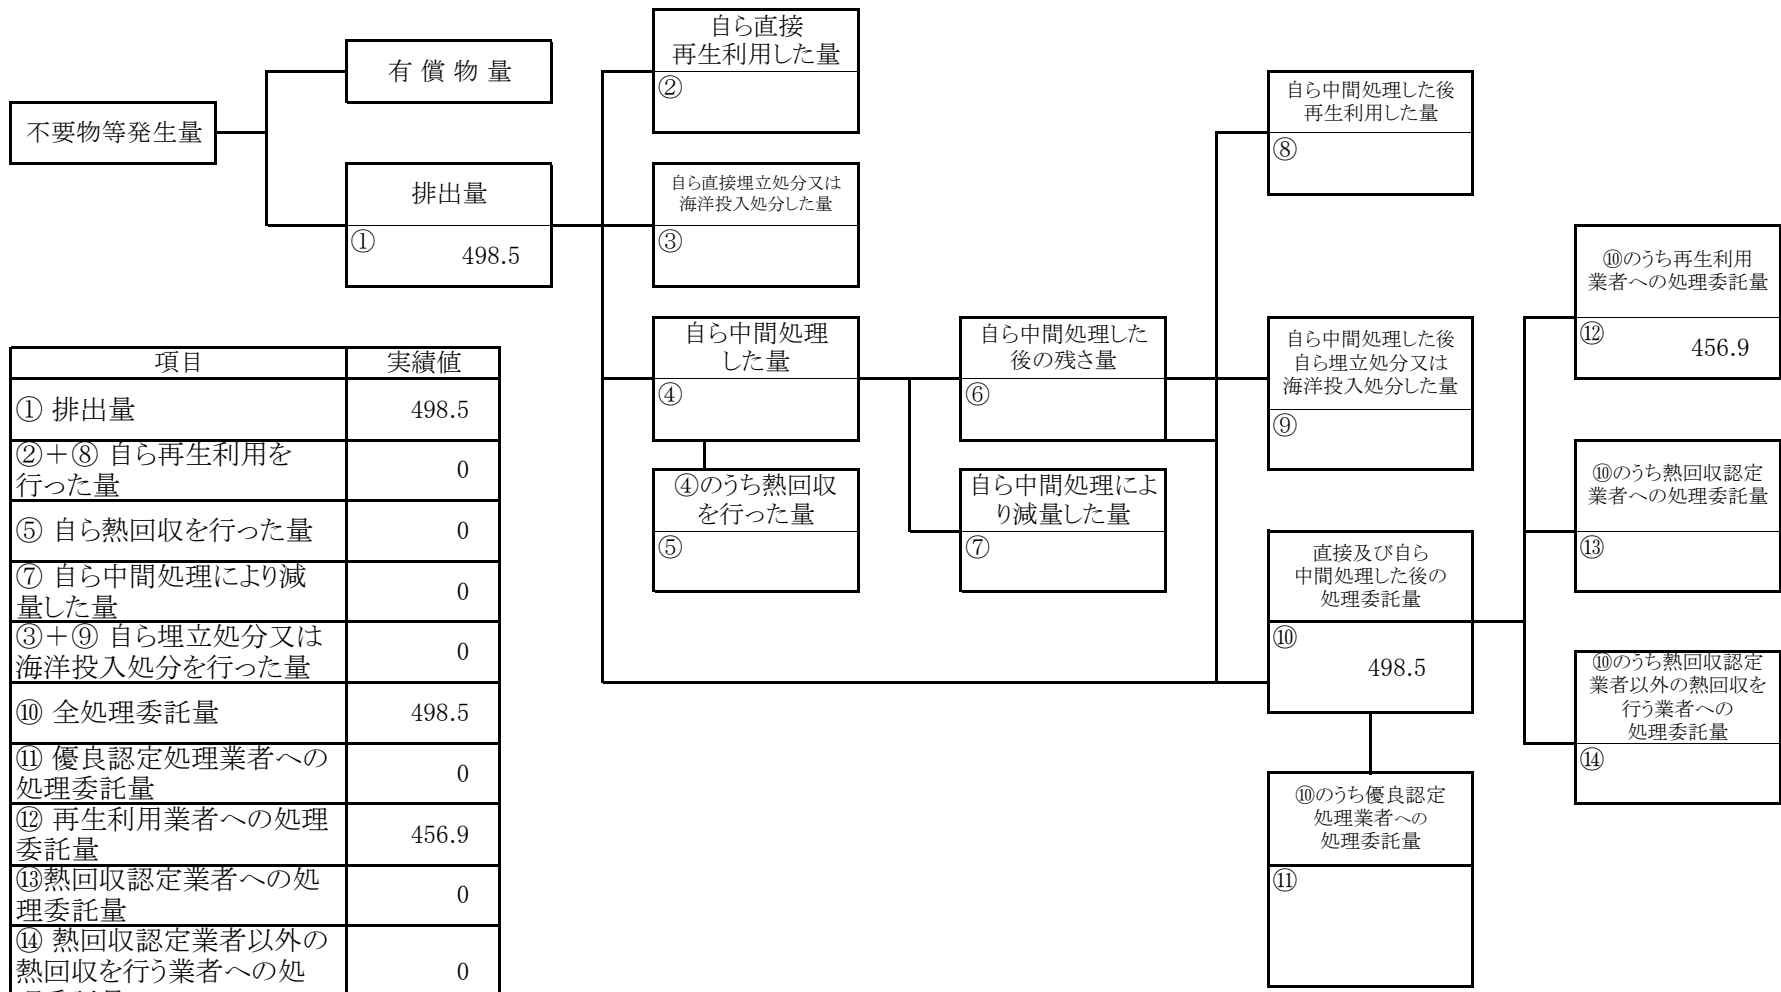 不要物等発生量
有 償 物 量
排出量
①
498.5
自ら直接
再生利用した量
②
自ら直接埋立処分又は
海洋投入処分した量
③
自ら中間処理
した量
④
④のうち熱回収
を行った量
⑤
自ら中間処理した
後の残さ量
⑥
自ら中間処理によ
り減量した量
⑦
自ら中間処理した後
再生利用した量
⑧
自ら中間処理した後
自ら埋立処分又は
海洋投入処分した量
⑨
直接及び自ら
中間処理した後の
処理委託量
⑩
498.5
⑩のうち優良認定
処理業者への
処理委託量
⑪
⑩のうち再生利用
業者への処理委託量
⑫
456.9
⑩のうち熱回収認定
業者への処理委託量
⑬
⑩のうち熱回収認定
業者以外の熱回収を
行う業者への
処理委託量
⑭
項目 実績値
① 排出量 498.5
②+⑧ 自ら再生利用を
行った量 0
⑤ 自ら熱回収を行った量 0
⑦ 自ら中間処理により減
量した量 0
③+⑨ 自ら埋立処分又は
海洋投入処分を行った量 0
⑩ 全処理委託量 498.5
⑪ 優良認定処理業者への
処理委託量 0
⑫ 再生利用業者への処理
委託量 456.9
⑬熱回収認定業者への処
理委託量 0
⑭ 熱回収認定業者以外の
熱回収を行う業者への処 0